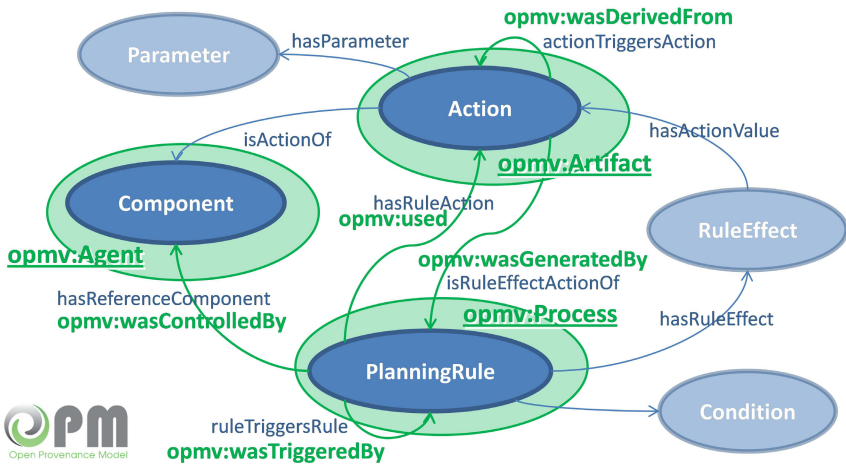 opmv:wasDerivedFrom
hasParameter
actionTriggersAction
Parameter
Action
hasActionValue
isActionOf
opmv:Artifact
Component
hasRuleAction
opmv:used
RuleEffect
opmv:Agent
opmv:wasGeneratedBy
isRuleEffectActionOf
hasReferenceComponent
opmv:wasControlledBy
opmv:Process
hasRuleEffect
PlanningRule
Condition
ruleTriggersRule
opmv:wasTriggeredBy
OPM
Open Provenance Model